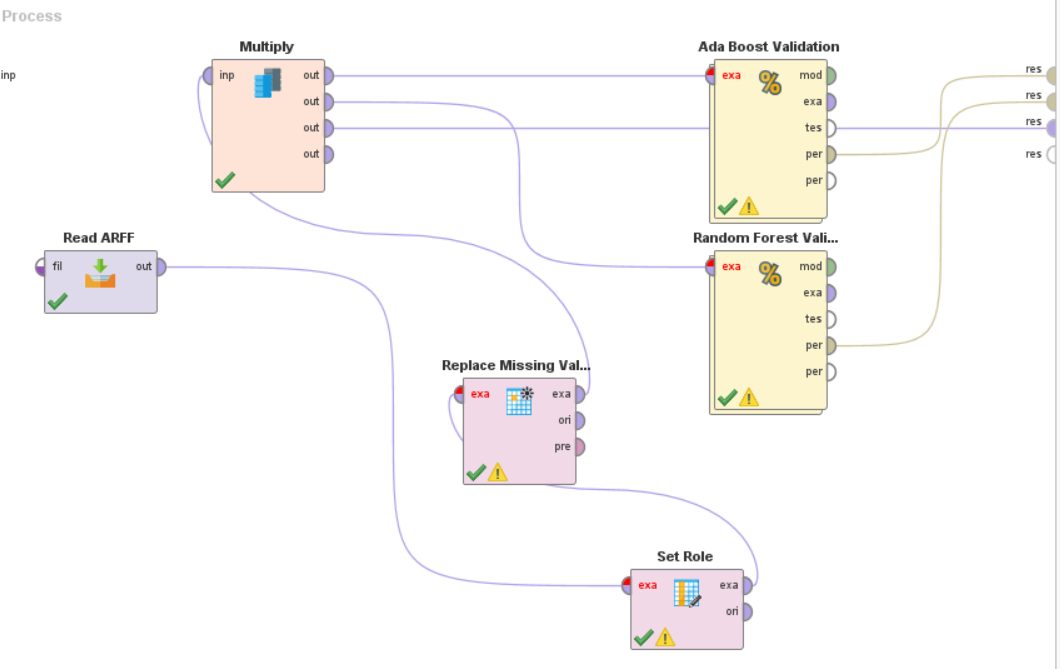 Process
inp
Multiply
inp
out
out
out
out
Ada Boost Validation
exa
mod
exa
tes
per
per
res
res
res
res
Read ARFF
fil
out
Random Forest Vali...
exa
mod
exa
tes
per
per
Replace Missing Val...
exa
exa
ori
pre
Set Role
exa
exa
ori